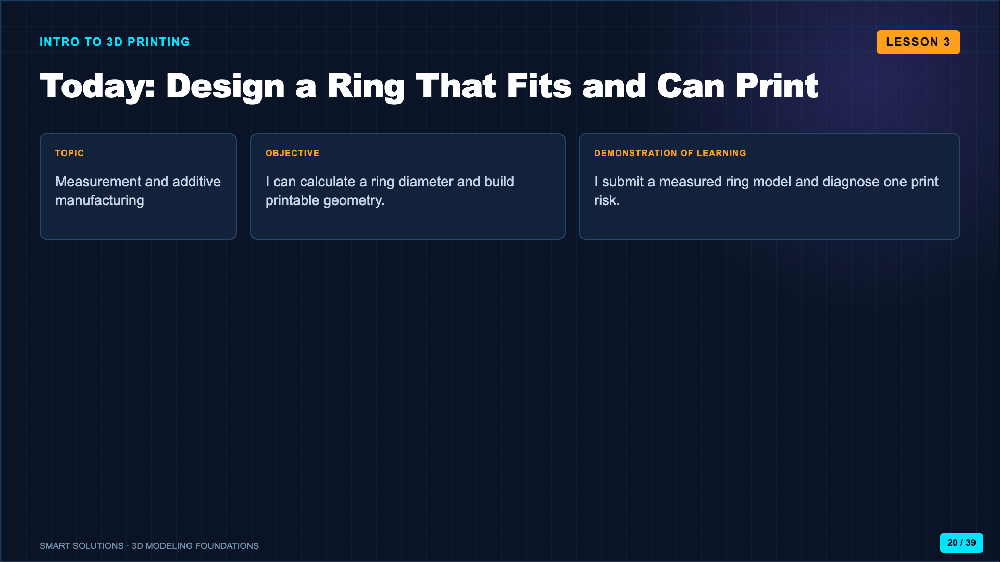 INTRO TO 3D PRINTING
LESSON 3
Today: Design a Ring That Fits and Can Print
TOPIC
Measurement and additive
manufacturing
OBJECTIVE
I can calculate a ring diameter and build
printable geometry.
DEMONSTRATION OF LEARNING
I submit a measured ring model and diagnose one print
risk.
SMART SOLUTIONS · 3D MODELING FOUNDATIONS
20 / 39